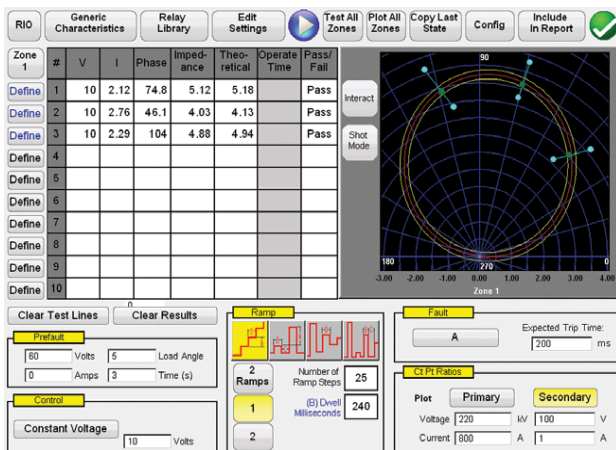 RIO Generic Characteristics Relay Library Edit Settings Test All Zones Plot All Zones Copy Last State Config Include In Report
Zone 1 # V I Phase Imped-ance Theo-retical Operate Time Pass/Fail
Define 1 10 2.12 74.8 5.12 5.18 Pass
Define 2 10 2.76 46.1 4.03 4.13 Pass
Define 3 10 2.29 104 4.88 4.94 Pass
Define 4
Define 5
Define 6
Define 7
Define 8
Define 9
Define 10
Interact
Shot Mode
90
180 270 0
-3.00 -2.00 -1.00 0.00 1.00 2.00 3.00 4.00
Zone 1
0
Clear Test Lines Clear Results
Prefault
60 Volts 5 Load Angle
0 Amps 3 Time (s)
Control
Constant Voltage 10 Volts
Ramp
2 Ramps
1
2
Number of Ramp Steps 25
(B) Dwell Milliseconds 240
Fault
A
Expected Trip Time:
200 ms
Ct Pt Ratios
Plot Primary Secondary
Voltage 220 kV 100 V
Current 800 A 1 A